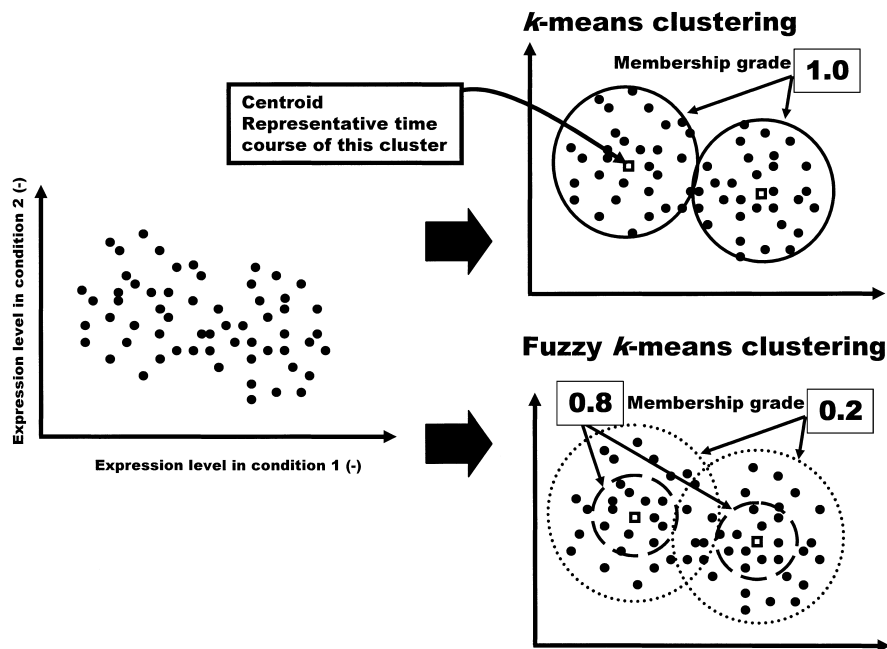 k-means clustering
Membership grade
1.0
Centroid
Representative time
course of this cluster
Expression level in condition 2 (-)
Expression level in condition 1 (-)
Fuzzy k-means clustering
0.8
Membership grade
0.2